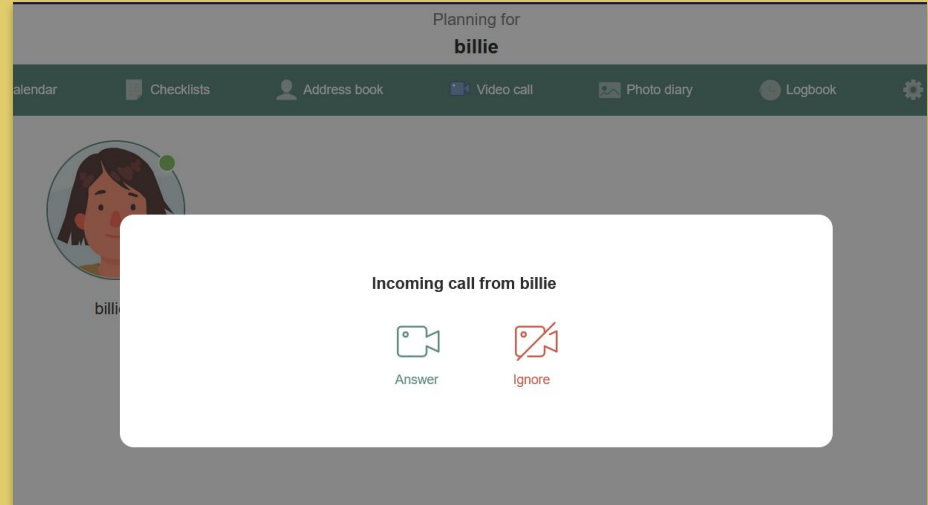 Planning for
billie
alendar Checklists Address book Video call Photo diary Logbook
billi
Incoming call from billie
Answer Ignore